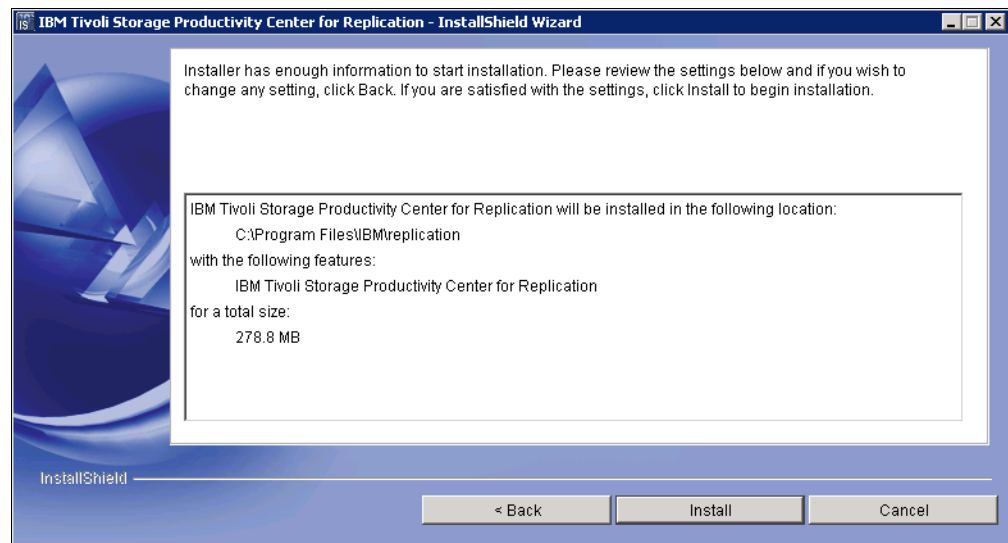 IBM Tivoli Storage Productivity Center for Replication - InstallShield Wizard
Installer has enough information to start installation. Please review the settings below and if you wish to
change any setting, click Back. If you are satisfied with the settings, click Install to begin installation.
IBM Tivoli Storage Productivity Center for Replication will be installed in the following location:
C:\Program Files\IBM\replication
with the following features:
IBM Tivoli Storage Productivity Center for Replication
for a total size:
278.8 MB
InstallShield
< Back
Install
Cancel